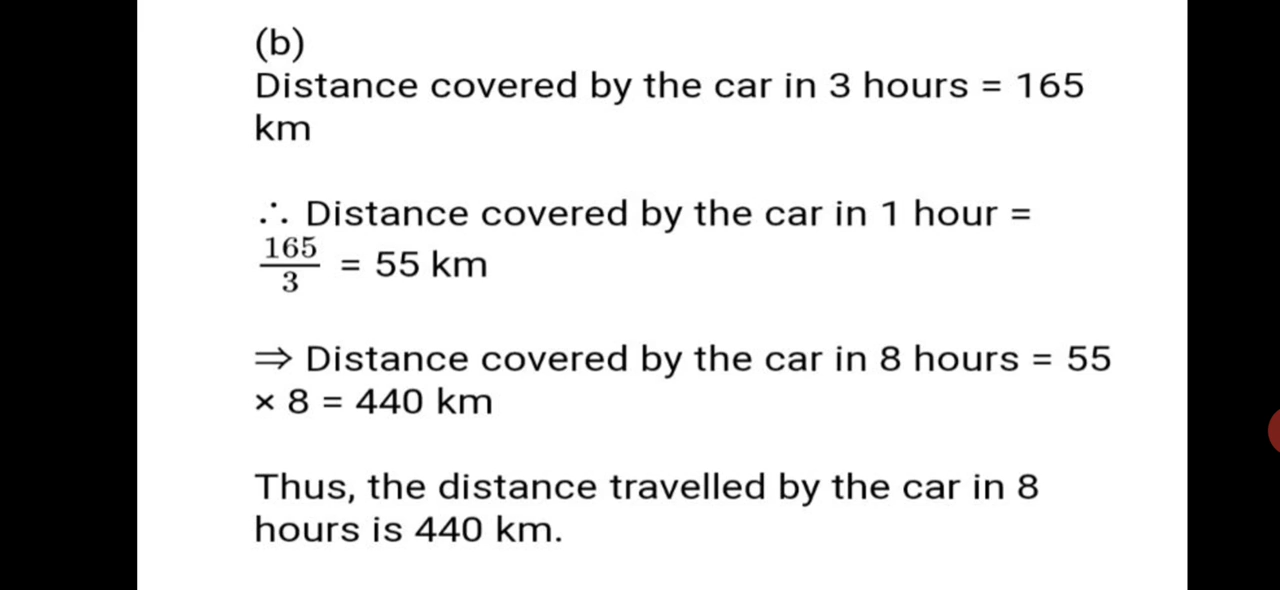 (b)
Distance covered by the car in 3 hours = 165
km
∴ Distance covered by the car in 1 hour =
165/3 = 55 km
⇒ Distance covered by the car in 8 hours = 55
× 8 = 440 km
Thus, the distance travelled by the car in 8
hours is 440 km.